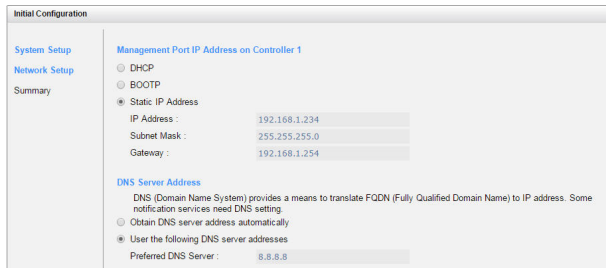 Initial Configuration
System Setup
Network Setup
Summary
Management Port IP Address on Controller 1
DHCP
BOOTP
Static IP Address
IP Address : 192.168.1.234
Subnet Mask : 255.255.255.0
Gateway : 192.168.1.254
DNS Server Address
DNS (Domain Name System) provides a means to translate FQDN (Fully Qualified Domain Name) to IP address. Some
notification services need DNS setting.
Obtain DNS server address automatically
User the following DNS server addresses
Preferred DNS Server : 8.8.8.8